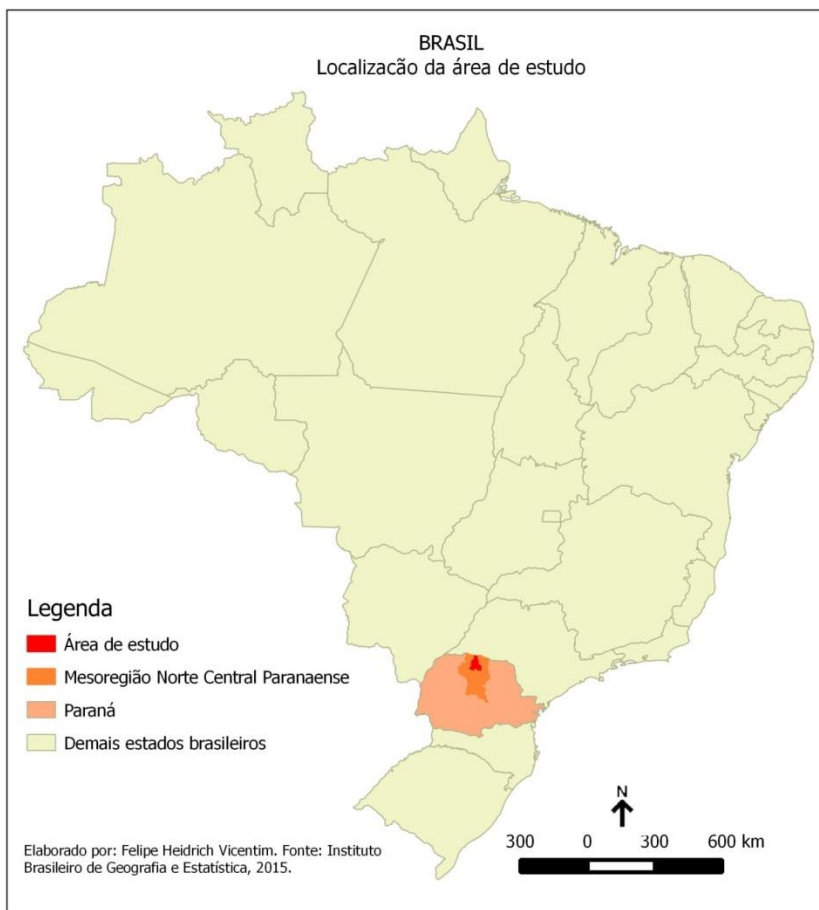 BRASIL
Localizacão da área de estudo
Legenda
Área de estudo
Mesoregião Norte Central Paranaense
Paraná
Demais estados brasileiros
N
300 0 300 600 km
Elaborado por: Felipe Heidrich Vicentim. Fonte: Instituto
Brasileiro de Geografia e Estatística, 2015.